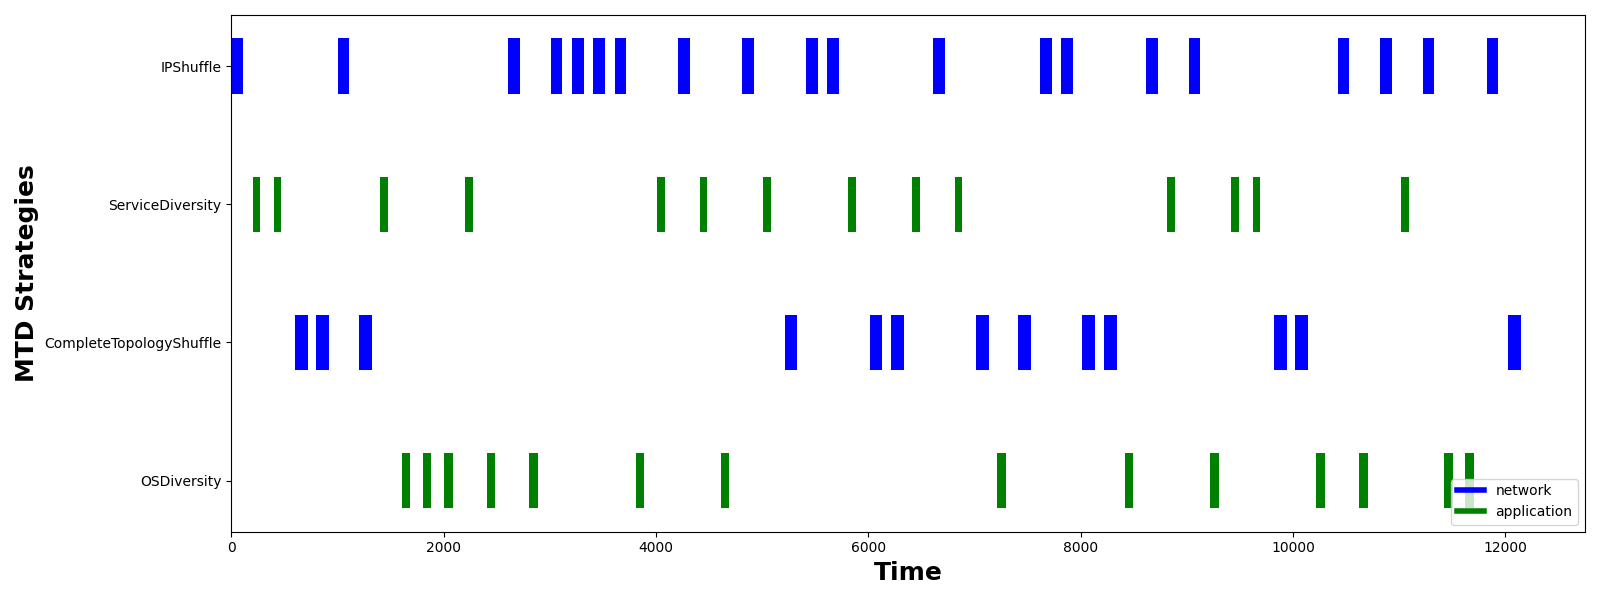 MTD Strategies
IPShuffle
ServiceDiversity
CompleteTopologyShuffle
OSDiversity
network
application
0 2000 4000 6000 8000 10000 12000
Time